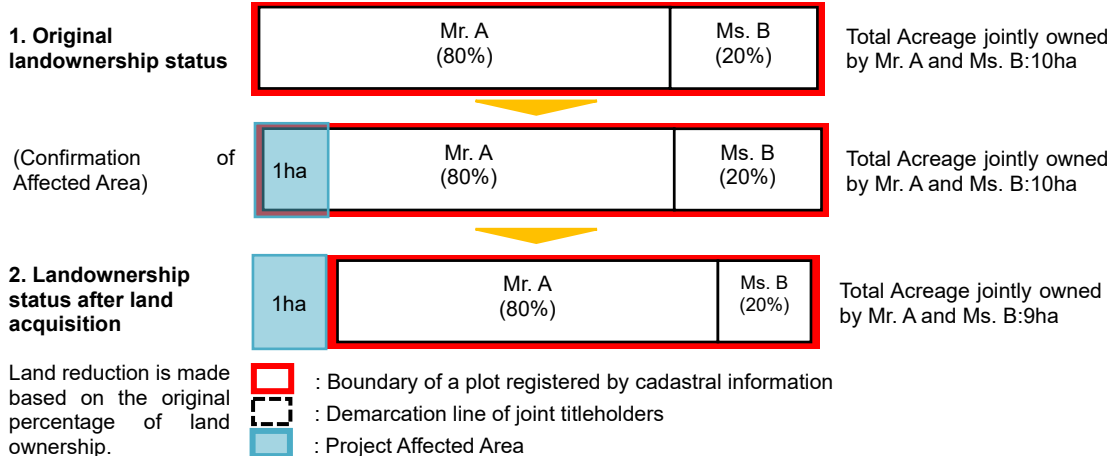 1. Original
landownership status
Mr. A
(80%)
Ms. B
(20%)
Total Acreage jointly owned
by Mr. A and Ms. B:10ha
(Confirmation of
Affected Area)
1ha
Mr. A
(80%)
Ms. B
(20%)
Total Acreage jointly owned
by Mr. A and Ms. B:10ha
2. Landownership
status after land
acquisition
1ha
Mr. A
(80%)
Ms. B
(20%)
Total Acreage jointly owned
by Mr. A and Ms. B:9ha
Land reduction is made
based on the original
percentage of land
ownership.
: Boundary of a plot registered by cadastral information
: Demarcation line of joint titleholders
: Project Affected Area